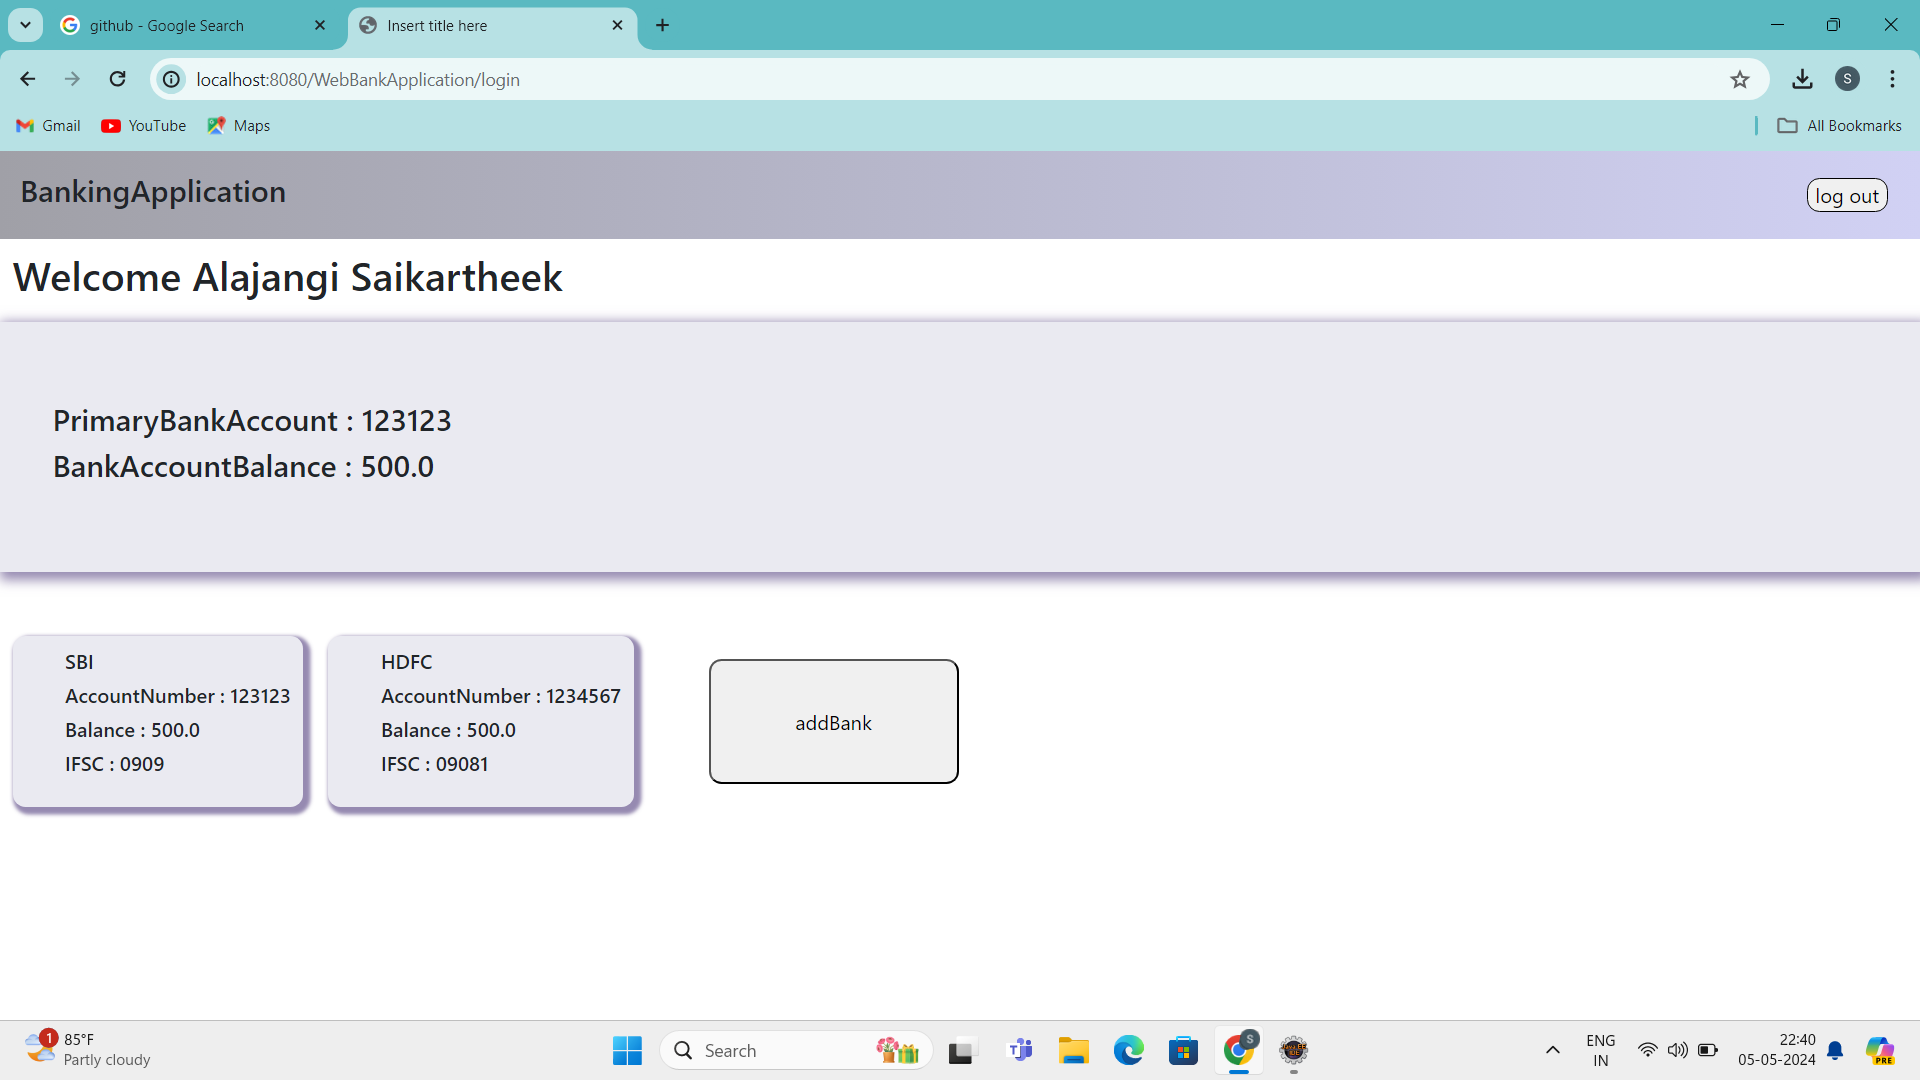 github - Google Search
Insert title here
localhost:8080/WebBankApplication/login
S
Gmail
YouTube
Maps
All Bookmarks
BankingApplication
log out
Welcome Alajangi Saikartheek
PrimaryBankAccount : 123123
BankAccountBalance : 500.0
SBI
AccountNumber : 123123
Balance : 500.0
IFSC : 0909
HDFC
AccountNumber : 1234567
Balance : 500.0
IFSC : 09081
addBank
1
85°F
Partly cloudy
Search
S
ENG
IN
22:40
05-05-2024
PRE